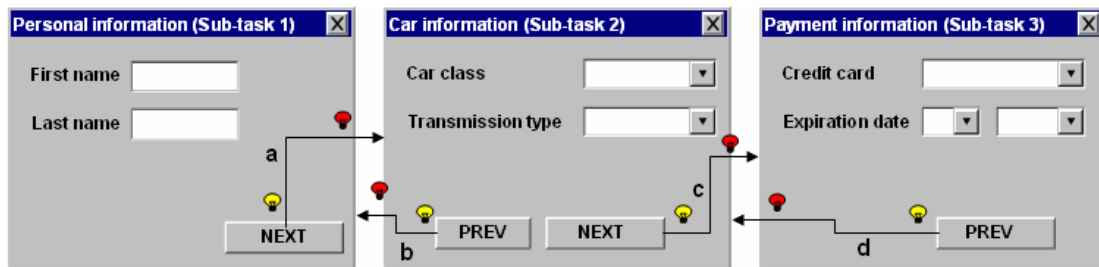 Personal information (Sub-task 1) X
First name
Last name
a
NEXT
Car information (Sub-task 2) X
Car class
Transmission type
b
PREV
NEXT
c
Payment information (Sub-task 3) X
Credit card
Expiration date
d
PREV